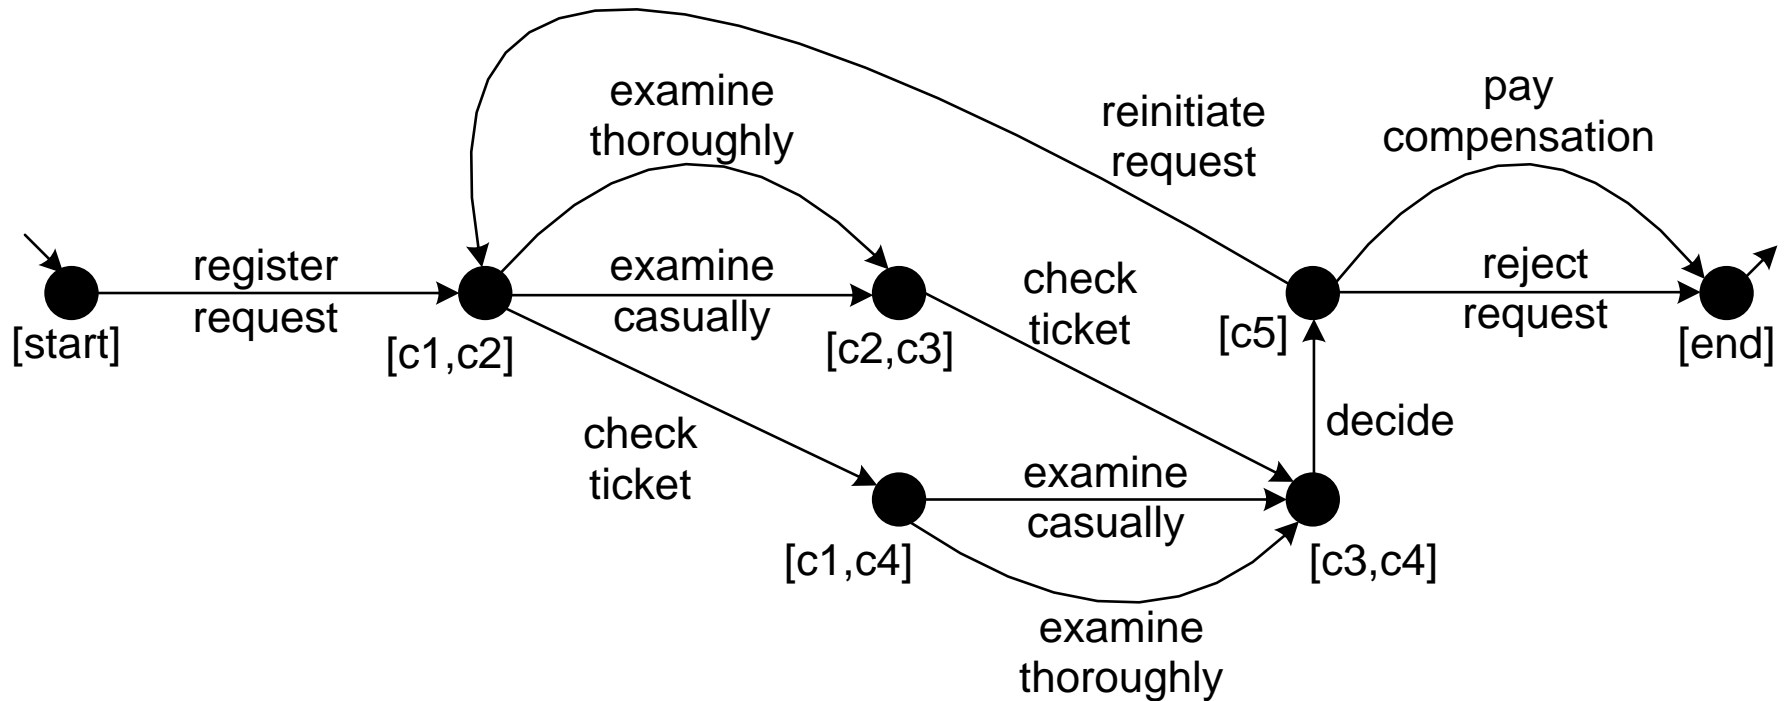 examine
thoroughly
reinitiate
request
pay
compensation
register
request
examine
casually
check
ticket
reject
request
[start]
[c1,c2]
[c2,c3]
[c5]
[end]
check
ticket
decide
examine
casually
[c1,c4]
[c3,c4]
examine
thoroughly